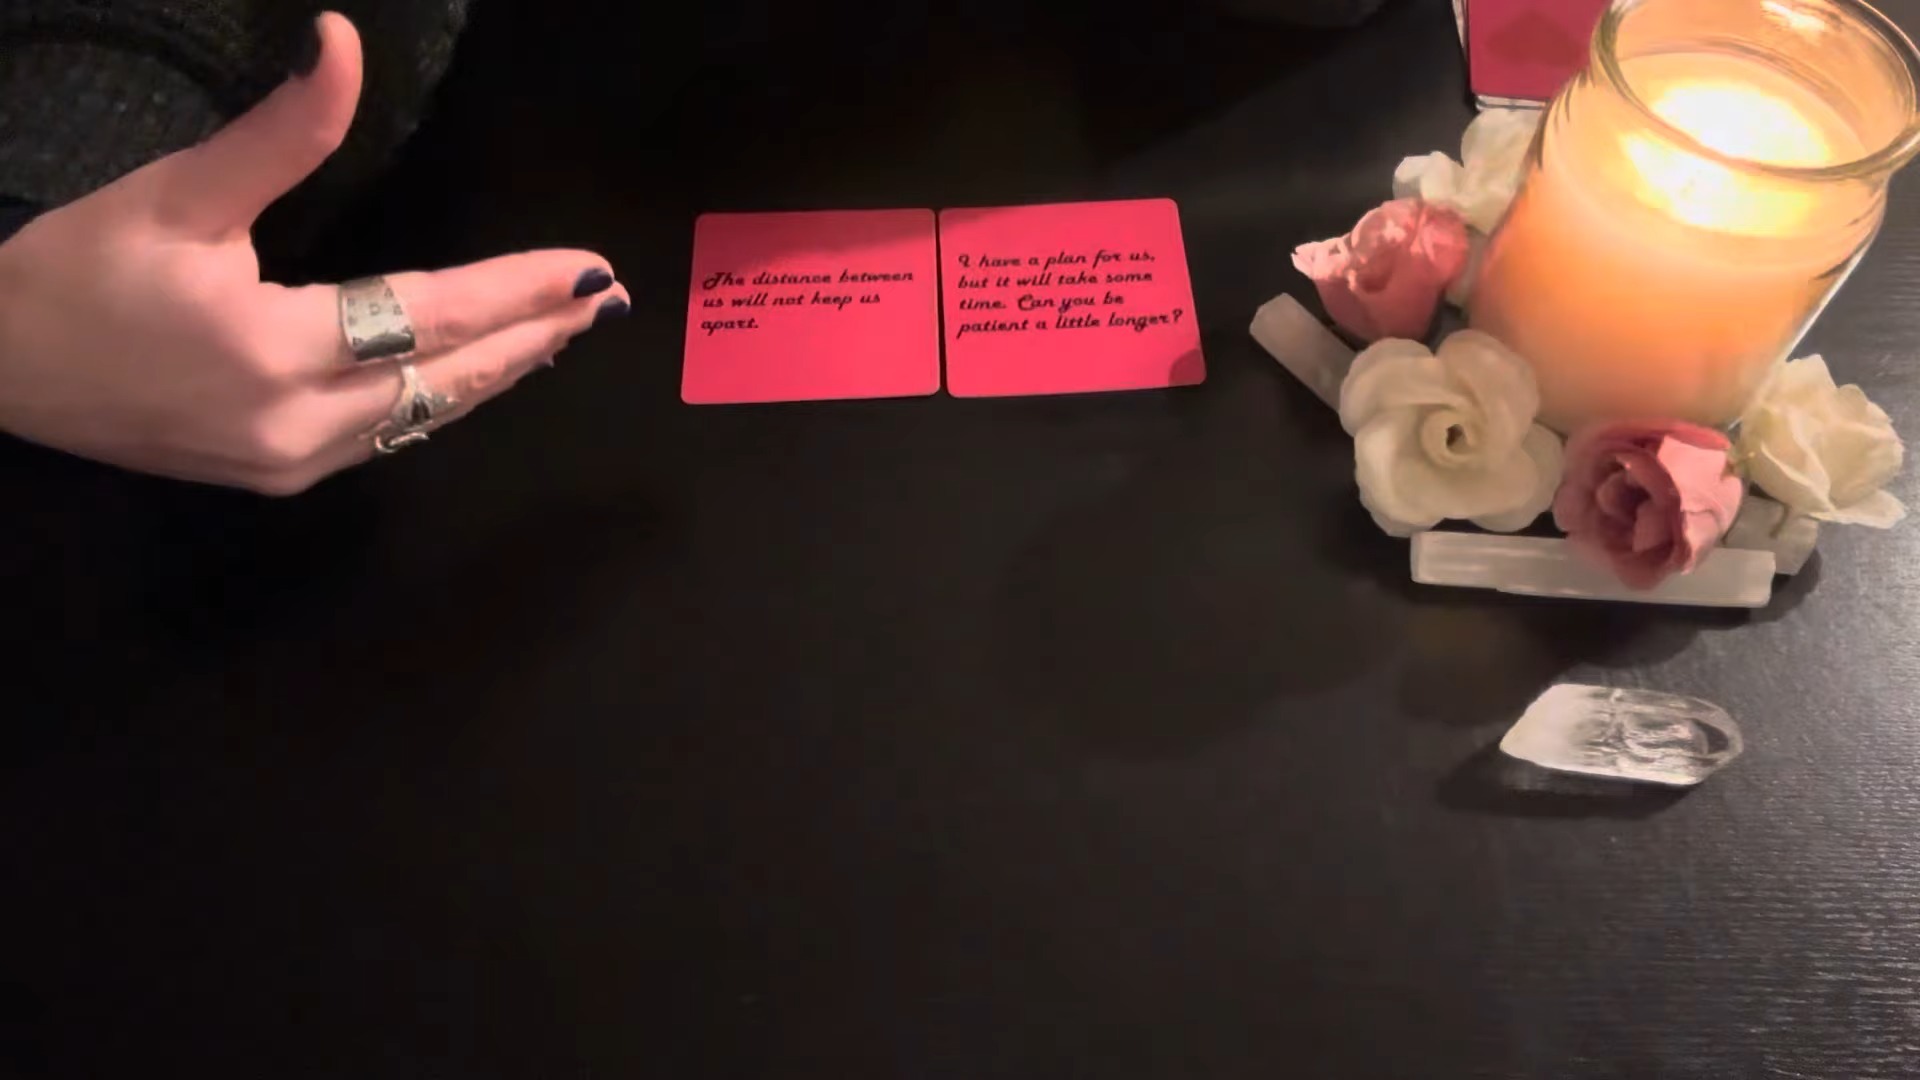 The distance between
us will not keep us
apart.
I have a plan for us,
but it will take some
time. Can you be
patient a little longer?